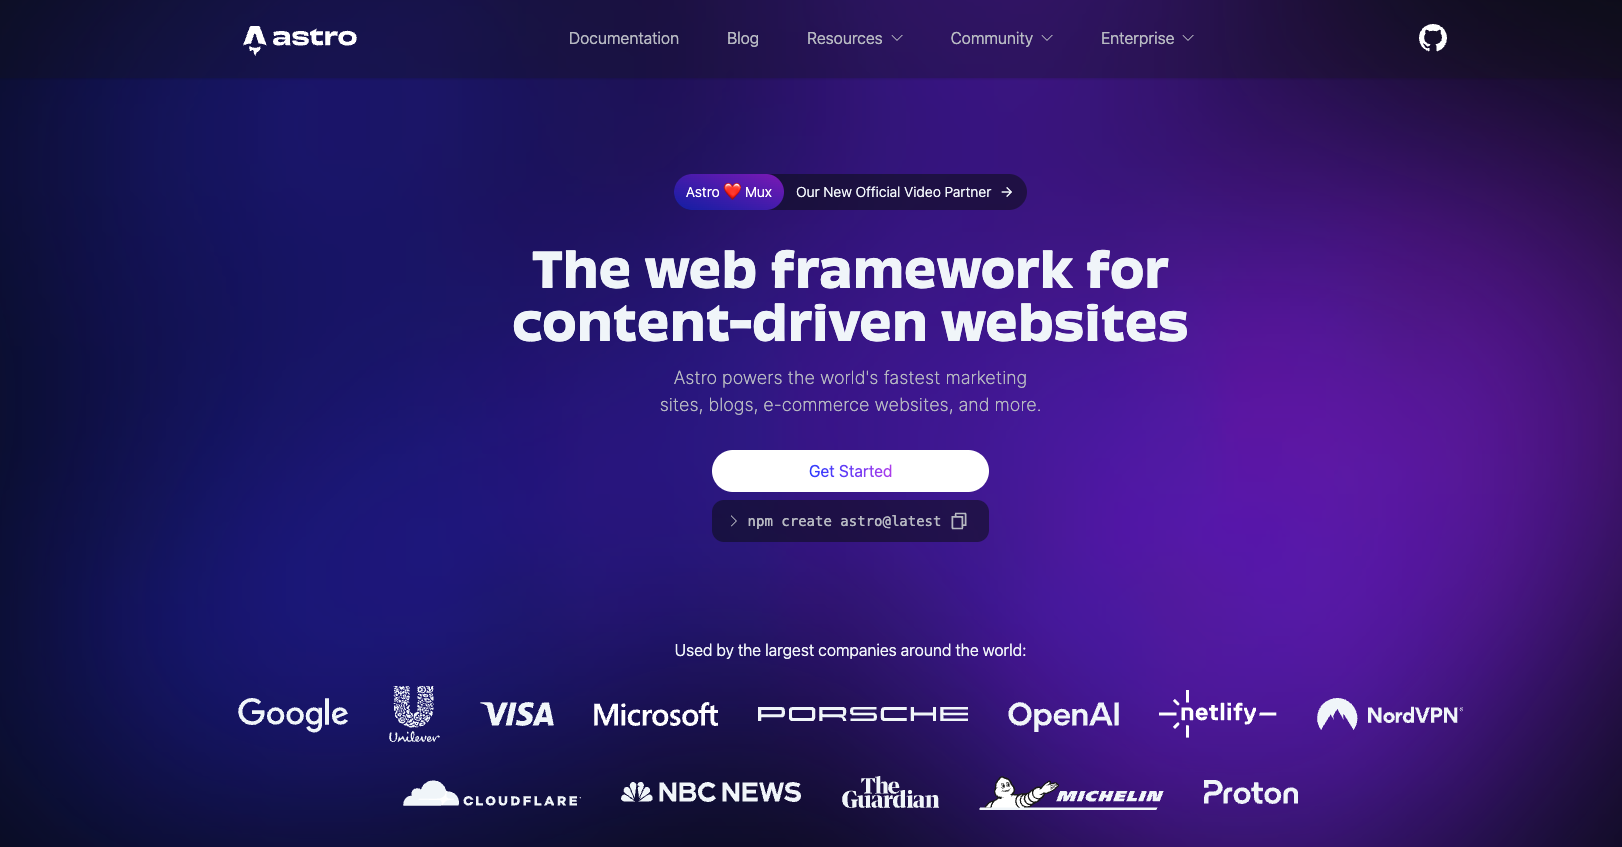 astro
Documentation
Blog
Resources
Community
Enterprise
Astro ❤️ Mux
Our New Official Video Partner →
The web framework for
content-driven websites
Astro powers the world's fastest marketing
sites, blogs, e-commerce websites, and more.
Get Started
> npm create astro@latest
Used by the largest companies around the world:
Google
Unilever
VISA
Microsoft
PORSCHE
OpenAI
netlify
NordVPN®
CLOUDFLARE
NBC NEWS
The
Guardian
MICHELIN
Proton